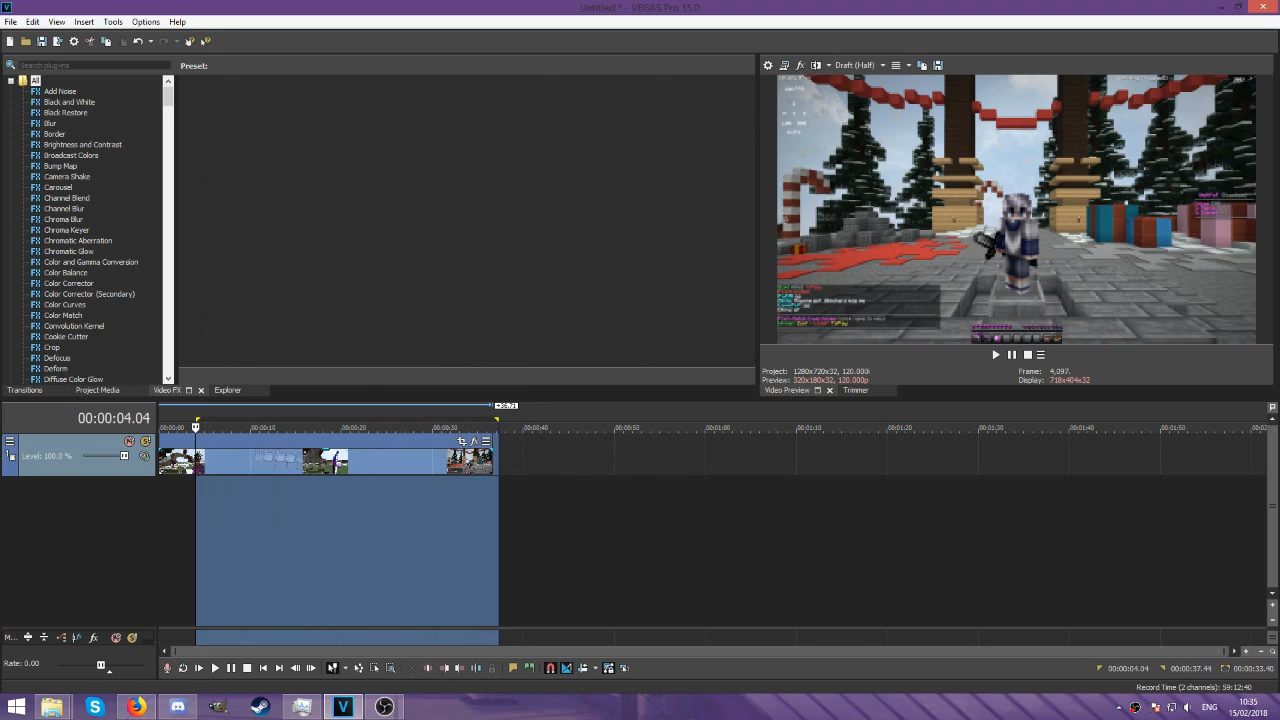 Untitled * - VEGAS Pro 15.0
File Edit View Insert Tools Options Help
Search plug-ins
Preset:
Draft (Half)
All
Add Noise
Black and White
Black Restore
Blur
Border
Brightness and Contrast
Broadcast Colors
Bump Map
Camera Shake
Carousel
Channel Blend
Channel Blur
Chroma Blur
Chroma Keyer
Chromatic Aberration
Chromatic Glow
Color and Gamma Conversion
Color Balance
Color Corrector
Color Corrector (Secondary)
Color Curves
Color Match
Convolution Kernel
Cookie Cutter
Crop
Defocus
Deform
Diffuse Color Glow
Project: 1280x720x32, 120.000p
Frame: 4,097.
Preview: 320x180x32, 120.000p
Display: 718x404x32
Transitions Project Media Video FX Explorer
Video Preview Trimmer
00:00:04.04
00:00:10 00:00:20 00:00:40 00:00:50 00:01:00 00:01:10 00:01:20 00:01:30 00:01:40 00:01:50
Level: 100.0 %
M...
Rate: 0.00
00:00:04.04 00:00:37.44 00:00:33.40
Record Time (2 channels): 59:12:40
ENG
10:35
15/02/2018